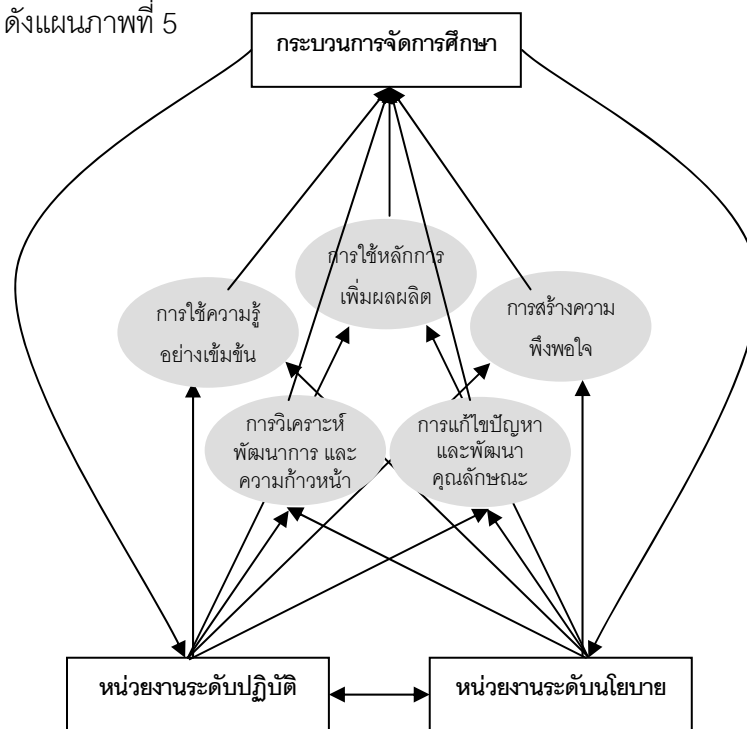 ดังแผนภาพที่ 5
กระบวนการจัดการศึกษา
การใช้หลักการ
เพิ่มผลผลิต
การใช้ความรู้
อย่างเข้มข้น
การสร้างความ
พึงพอใจ
การวิเคราะห์
พัฒนาการ และ
ความก้าวหน้า
การแก้ไขปัญหา
และพัฒนา
คุณลักษณะ
หน่วยงานระดับปฏิบัติ
หน่วยงานระดับนโยบาย